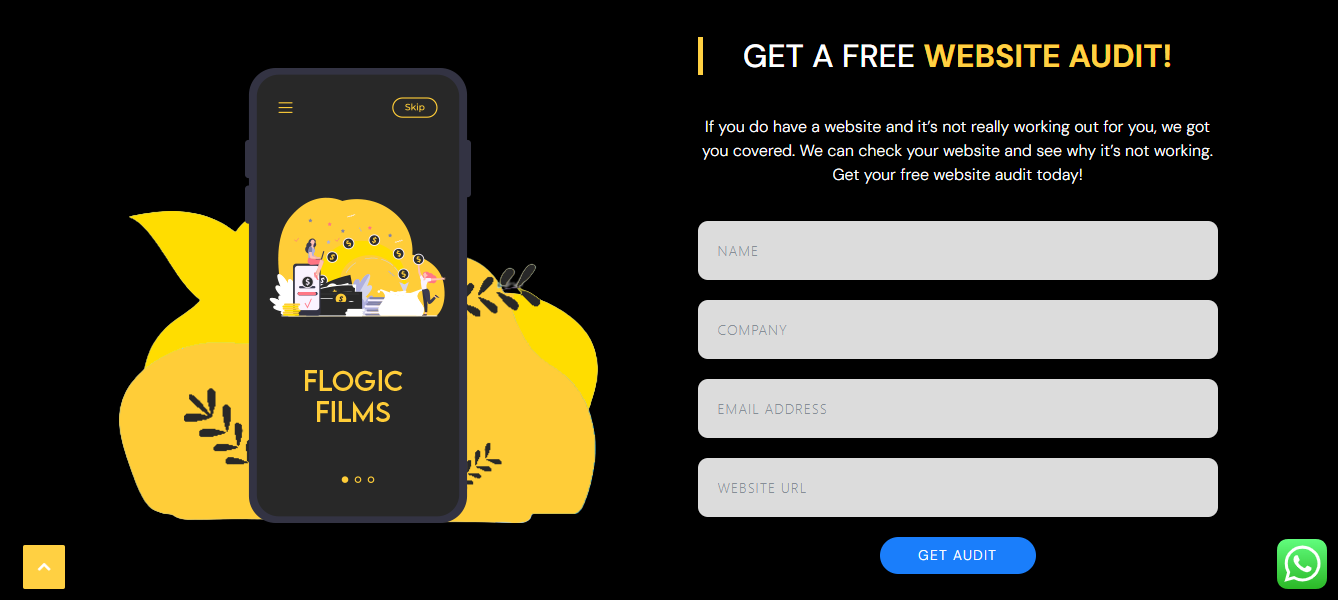 GET A FREE WEBSITE AUDIT!
If you do have a website and it’s not really working out for you, we got
you covered. We can check your website and see why it’s not working.
Get your free website audit today!
NAME
COMPANY
EMAIL ADDRESS
WEBSITE URL
GET AUDIT
Skip
FLOGIC
FILMS